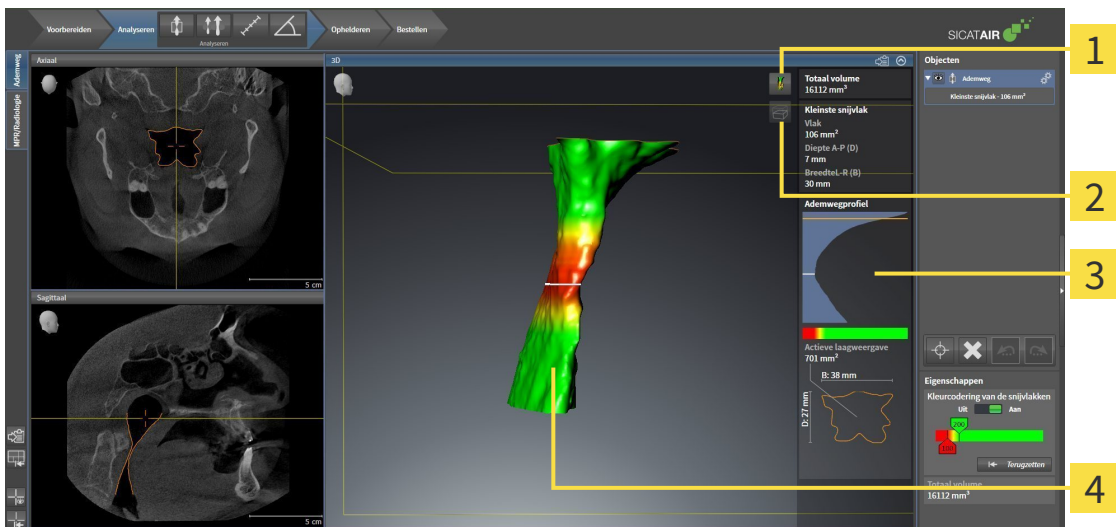 Voorbereiden
Analyseren
Analyseren
Ophelderen
Bestellen
SICATAIR
Ademweg
MPR/Radiologie
Axiaal
5 cm
Sagittaal
5 cm
3D
Totaal volume
16112 mm³
Kleinste snijvlak
Vlak
106 mm²
Diepte A-P (D)
7 mm
BreedteL-R (B)
30 mm
Ademwegprofiel
Actieve laagweergave
701 mm²
B: 38 mm
D: 27 mm
Objecten
Ademweg
Kleinste snijvlak - 106 mm²
Eigenschappen
Kleurcodering van de snijvlakken
Uit
Aan
200
100
Terugzetten
Totaal volume
16112 mm³
1
2
3
4